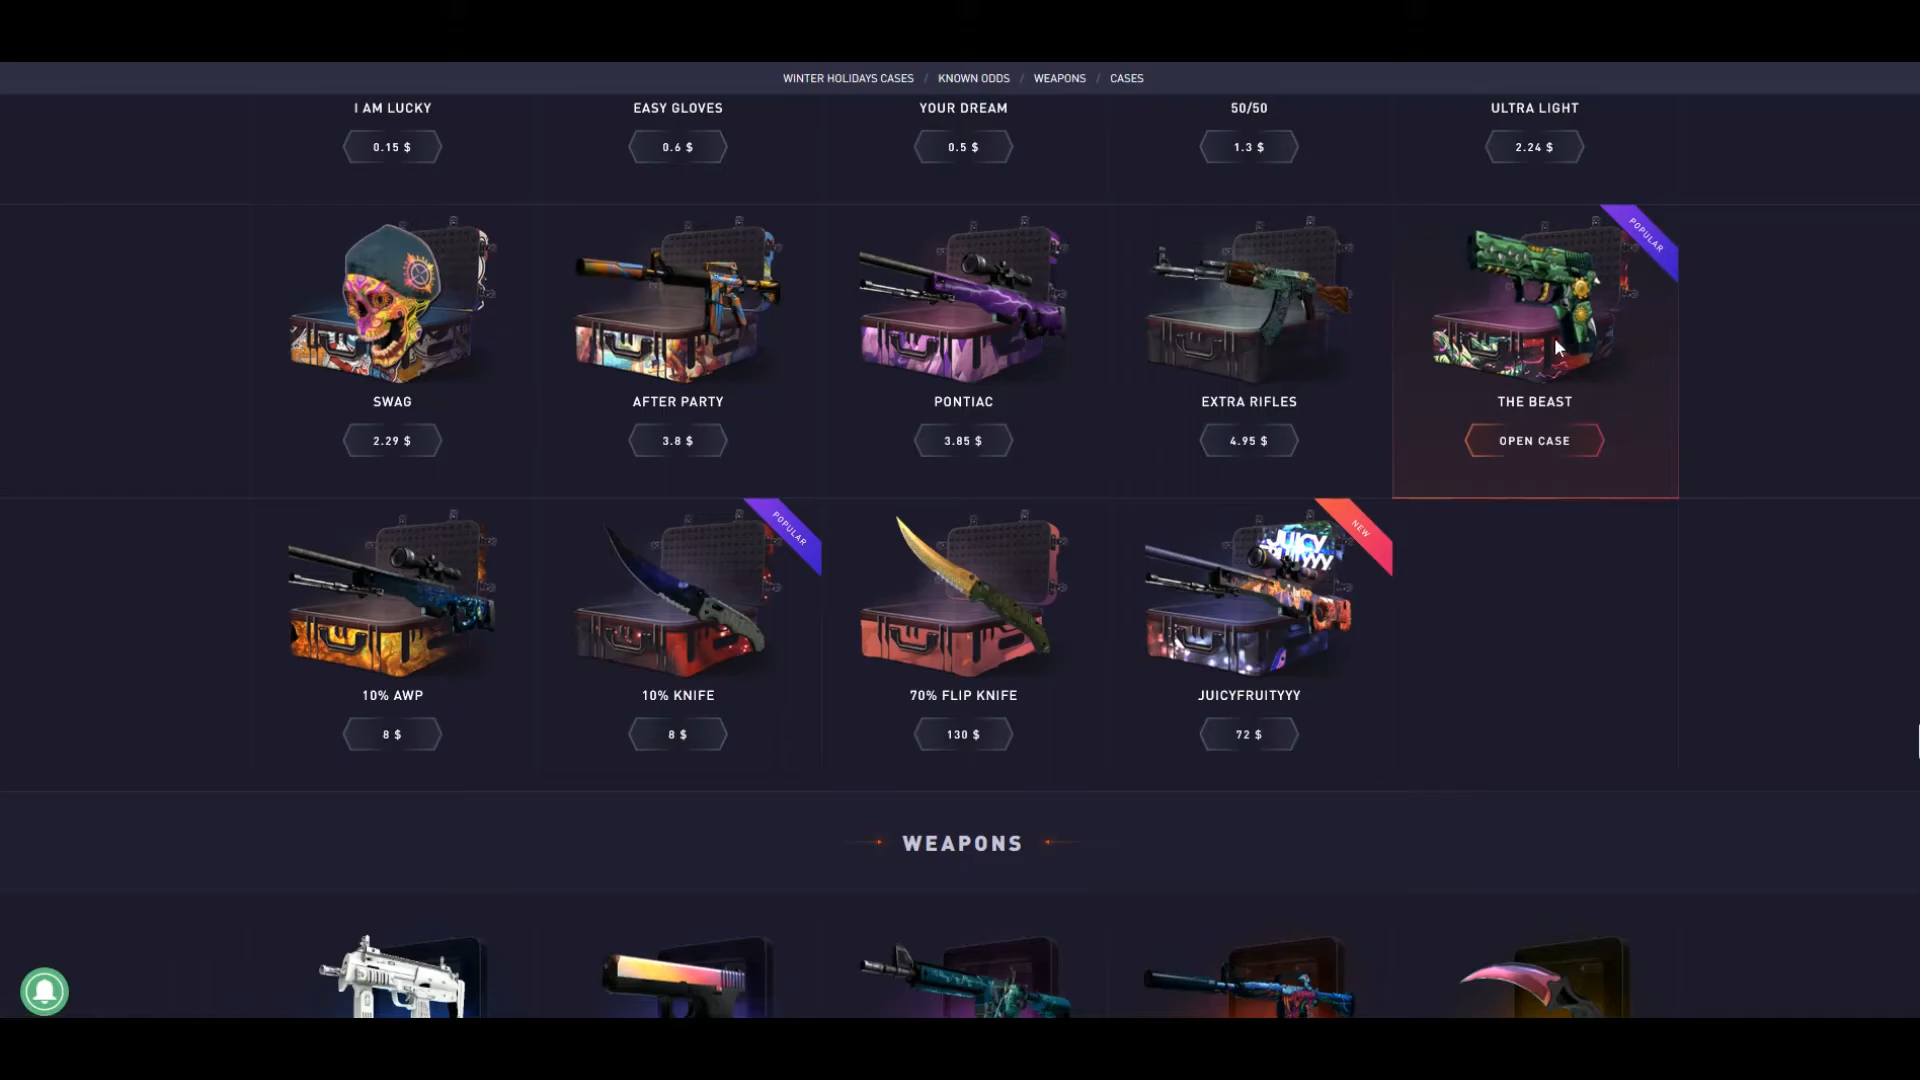 WINTER HOLIDAYS CASES / KNOWN ODDS / WEAPONS / CASES
I AM LUCKY
EASY GLOVES
YOUR DREAM
50/50
ULTRA LIGHT
0.15 $
0.6 $
0.5 $
1.3 $
2.24 $
POPULAR
SWAG
AFTER PARTY
PONTIAC
EXTRA RIFLES
THE BEAST
2.29 $
3.8 $
3.85 $
4.95 $
OPEN CASE
POPULAR
NEW
JUICY
10% AWP
10% KNIFE
70% FLIP KNIFE
JUICYFRUITYYY
8 $
8 $
130 $
72 $
WEAPONS